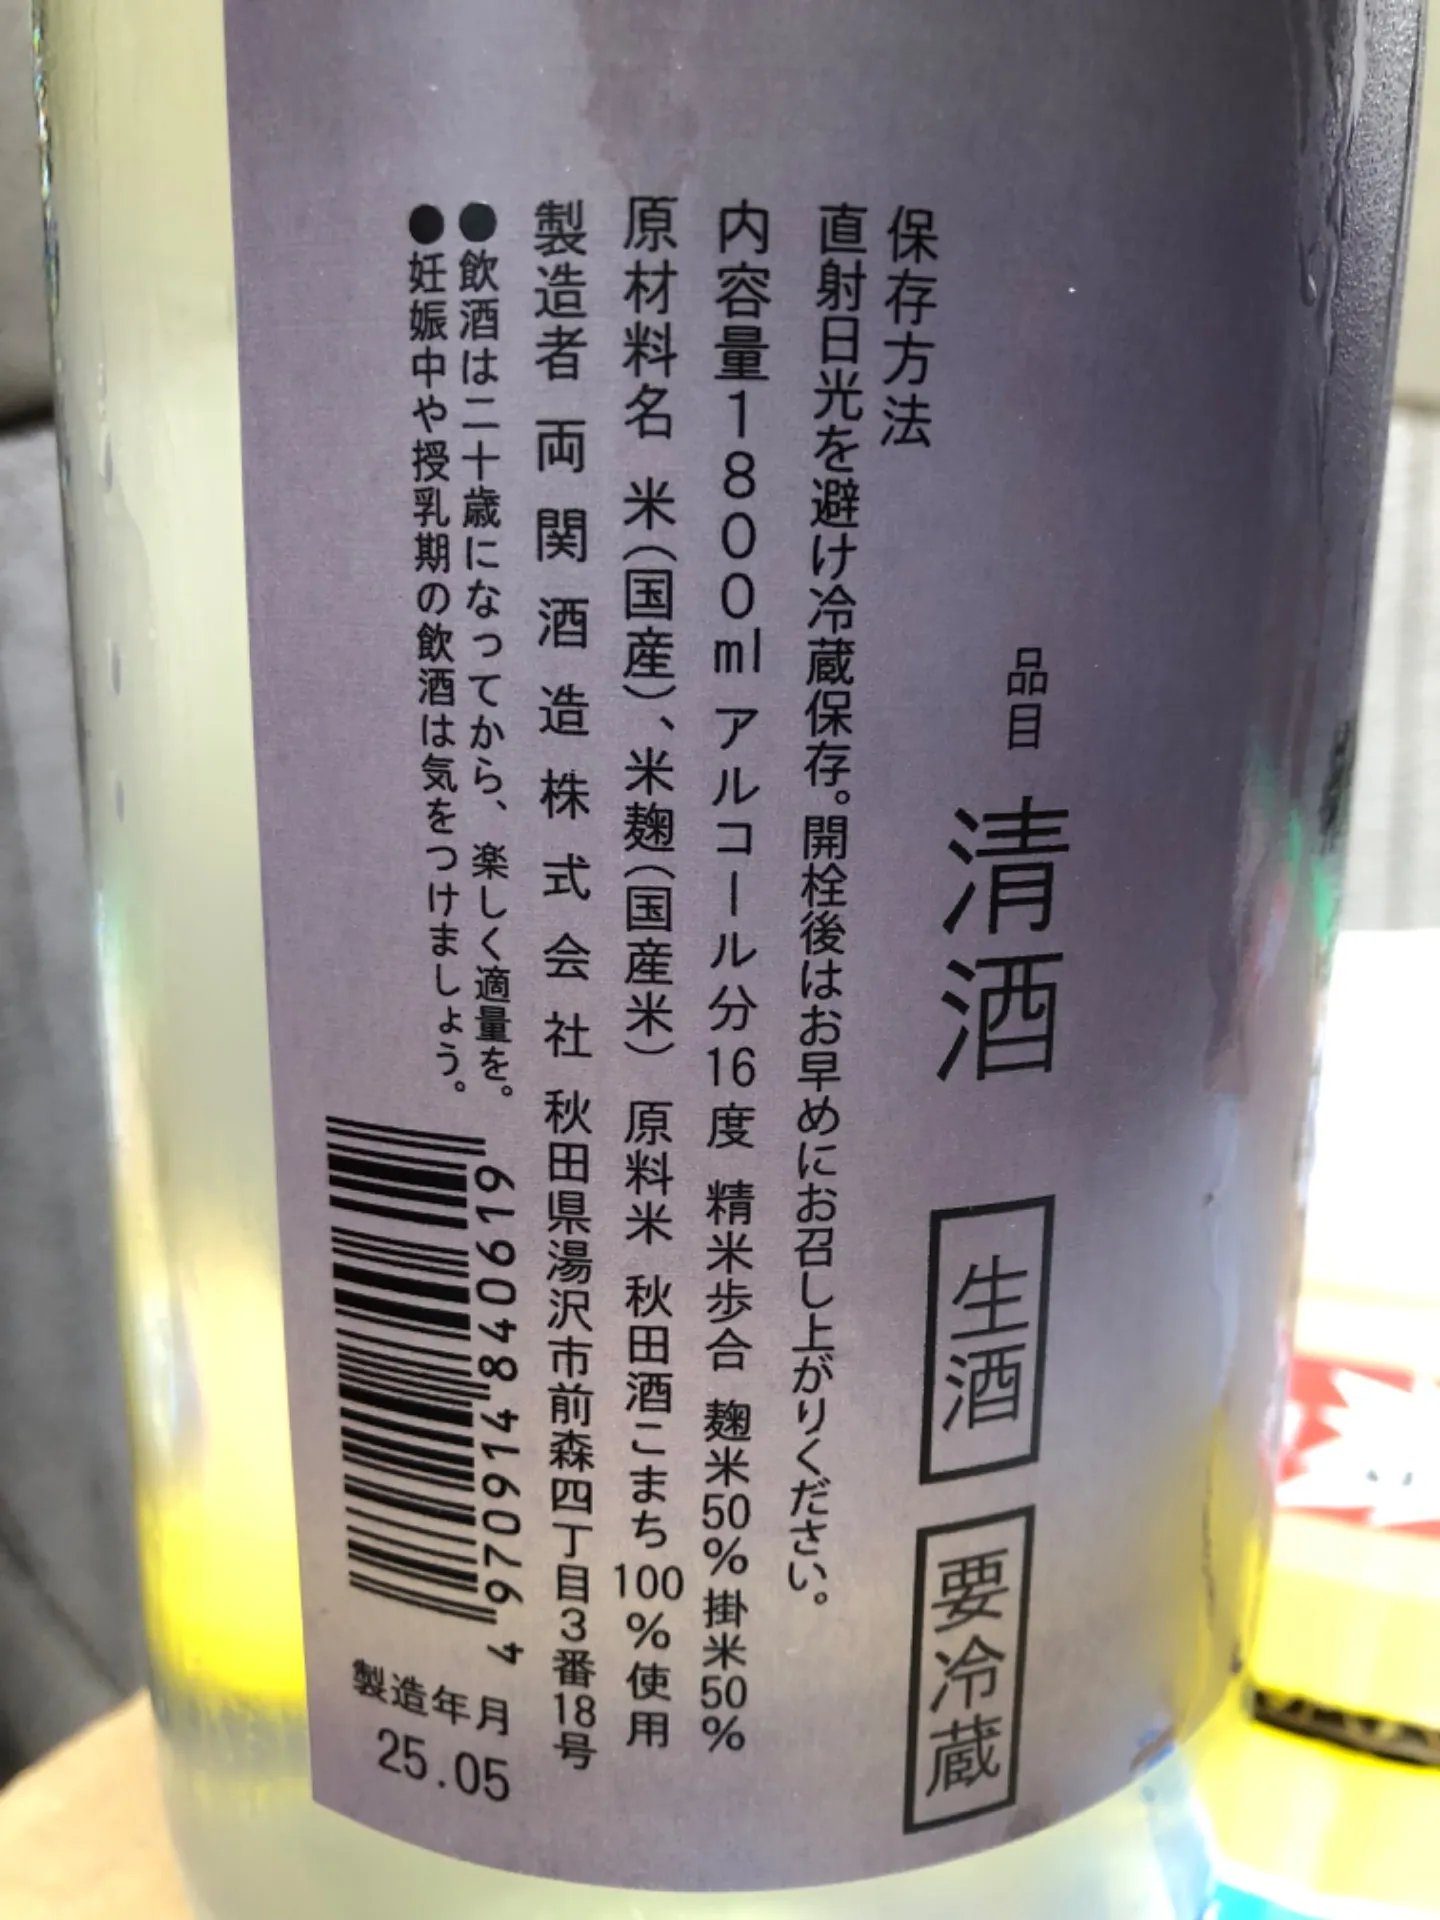 品目 清酒 生酒 要冷蔵
保存方法
直射日光を避け冷蔵保存。開栓後はお早めにお召し上がりください。
内容量1800ml アルコール分16度 精米歩合 麹米50% 掛米50%
原材料名 米(国産)、米麹(国産米) 原料米 秋田酒こまち100%使用
製造者 両関酒造株式会社 秋田県湯沢市前森四丁目3番18号
●飲酒は二十歳になってから、楽しく適量を。
●妊娠中や授乳期の飲酒は気をつけましょう。
4970914840619
製造年月
25.05